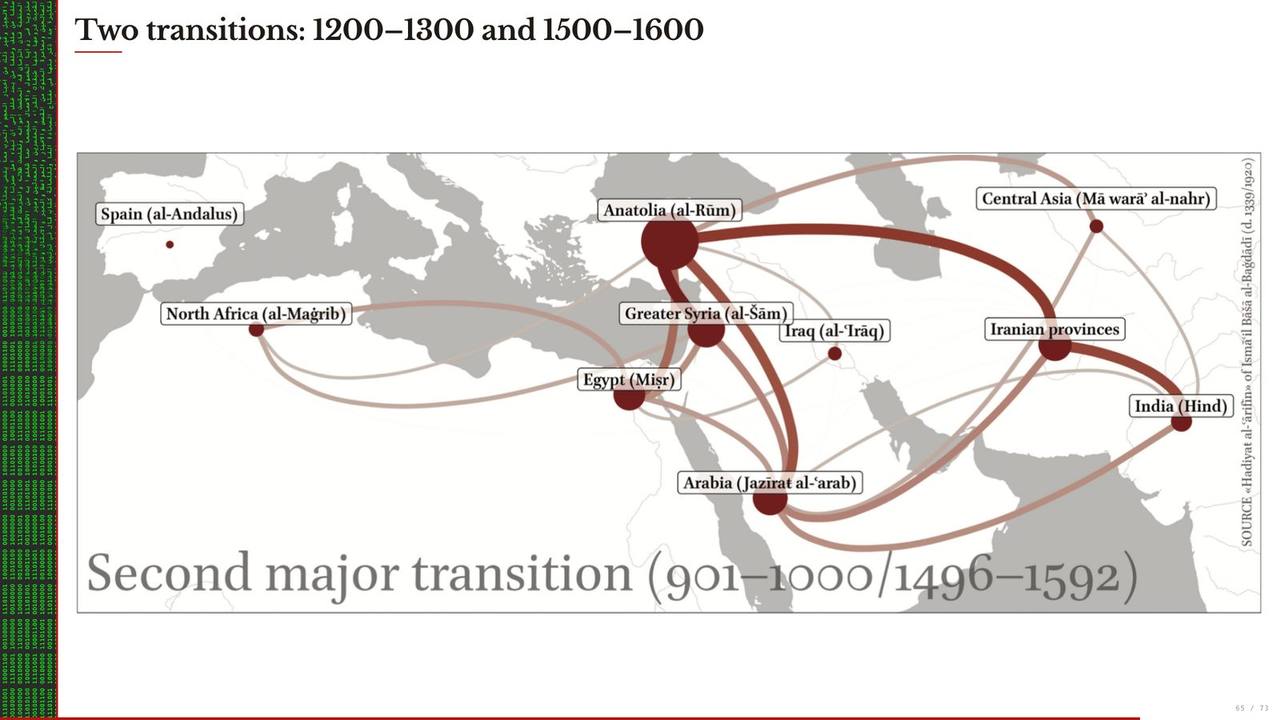 Two transitions: 1200–1300 and 1500–1600
Spain (al-Andalus)
Anatolia (al-Rūm)
Central Asia (Mā warāʾ al-nahr)
North Africa (al-Maġrib)
Greater Syria (al-Šām)
Iraq (al-ʿIrāq)
Iranian provinces
Egypt (Miṣr)
India (Hind)
Arabia (Jazīrat al-ʿarab)
Second major transition (901–1000/1496–1592)
SOURCE «Hadiyat al-ʿārifīn» of Ismāʿīl Bāšā al-Baġdādī (d. 1339/1920)
65 / 73